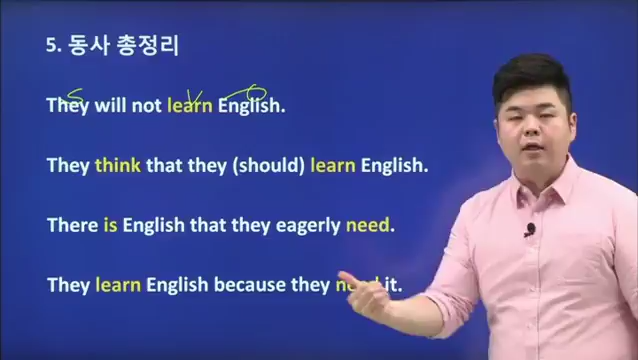 5. 동사 총정리
They will not learn English.
S V O
They think that they (should) learn English.
There is English that they eagerly need.
They learn English because they need it.